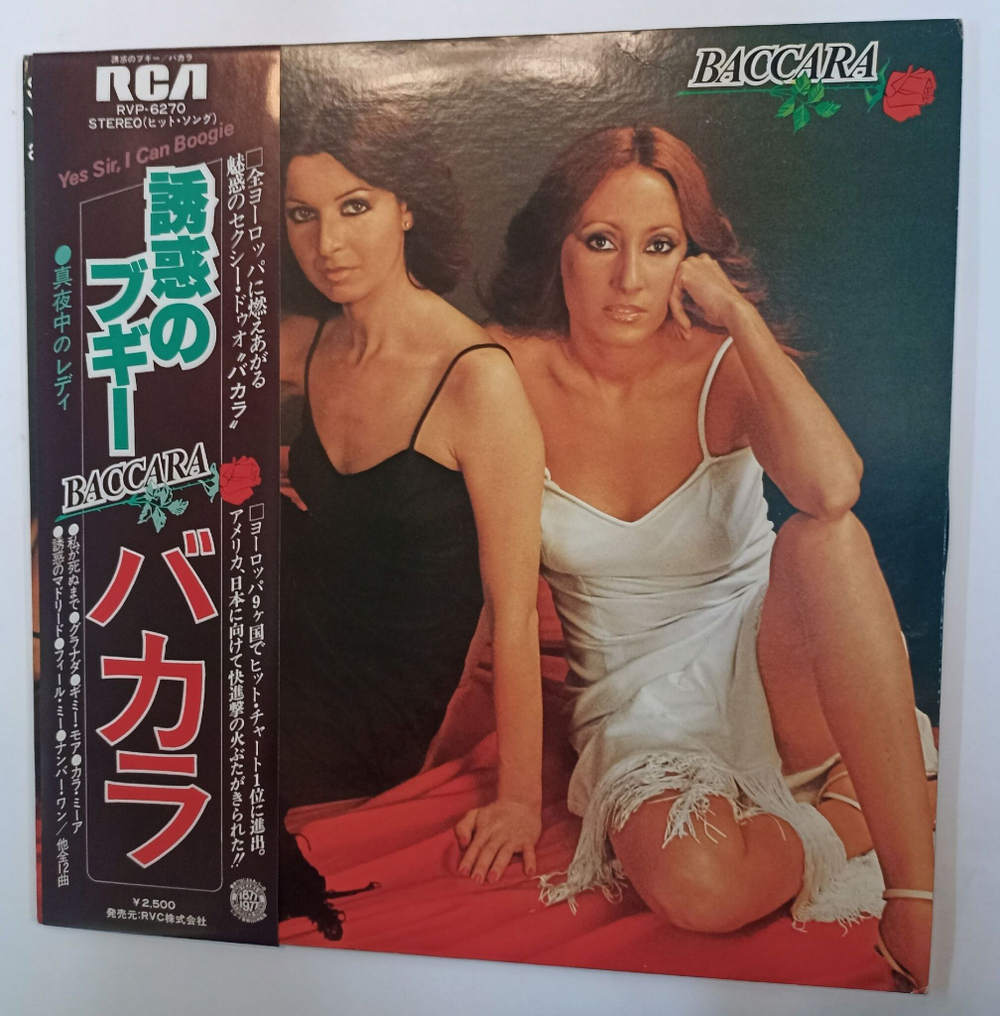 誘惑のブギー/バカラ
RCA
RVP-6270
STEREO(ヒット・ソング)
Yes Sir, I Can Boogie
□全ヨーロッパに燃えあがる
魅惑のセクシー・ドゥオ〝バカラ〟
誘惑の
ブギー
●真夜中のレディ
BACCARA
□ヨーロッパ9ヶ国でヒット・チャート1位に進出。
アメリカ、日本に向けて快進撃の火ぶたがきられた!!
バカラ
●私が死ぬまで●グラナダ●ギミー・モア●カラ・ミーア
●誘惑のマドリード●フィール・ミー●ナンバー・ワン/他全12曲
¥2,500
発売元:RVC株式会社
1877
1977
BACCARA